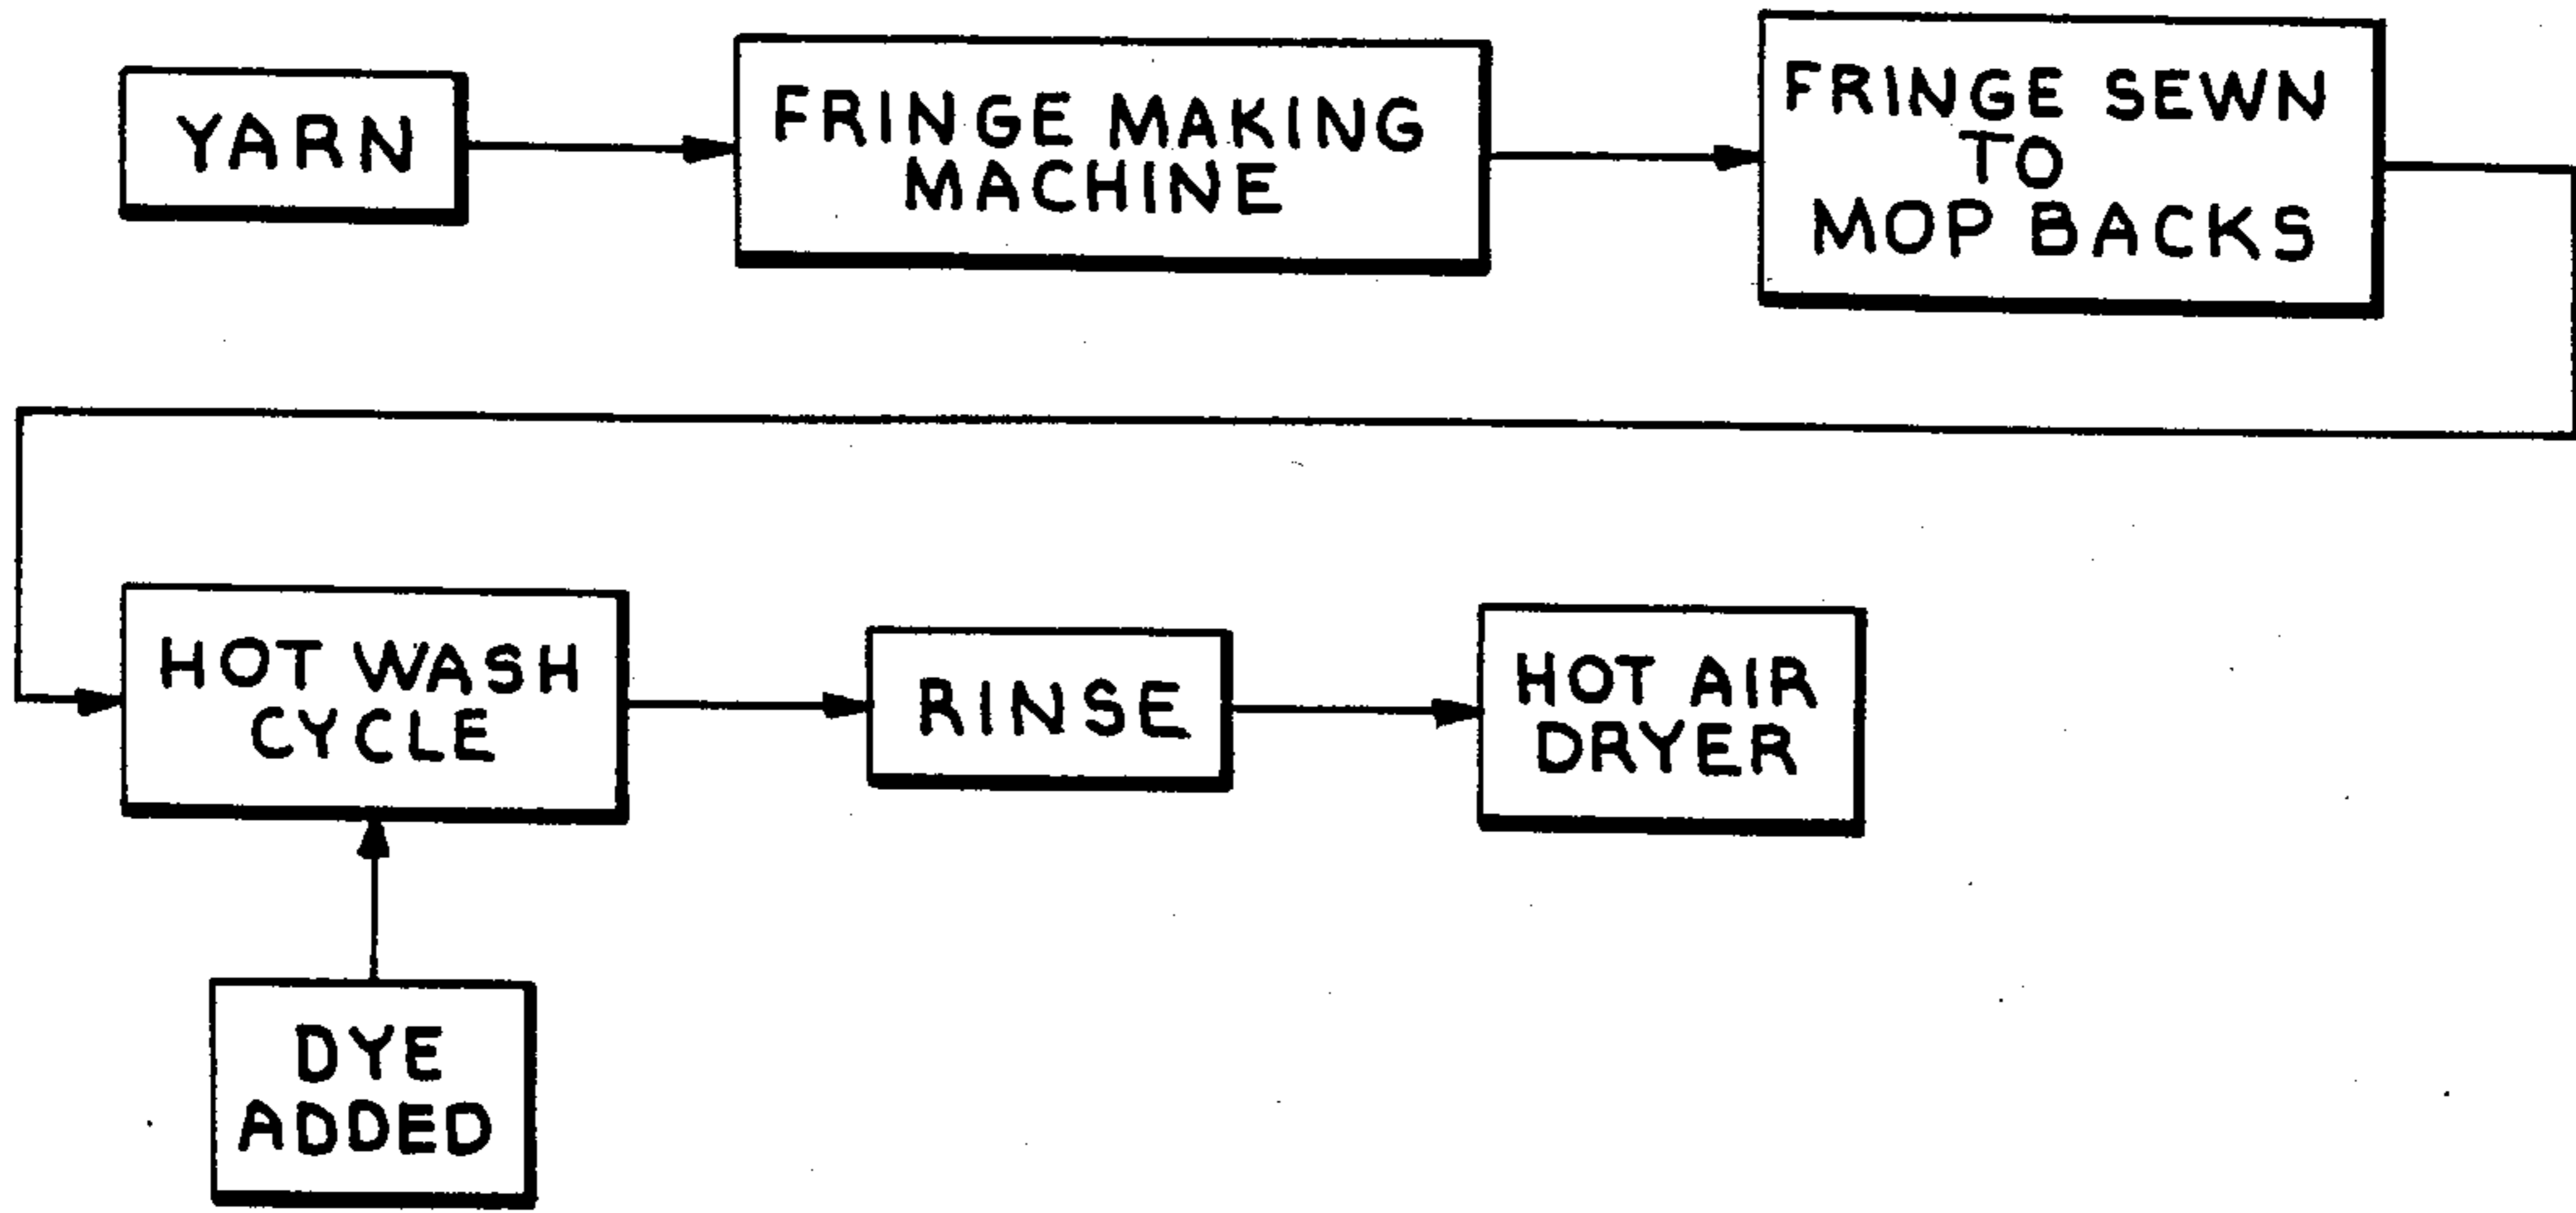 YARN
FRINGE MAKING
MACHINE
FRINGE SEWN
TO
MOP BACKS
HOT WASH
CYCLE
RINSE
HOT AIR
DRYER
DYE
ADDED